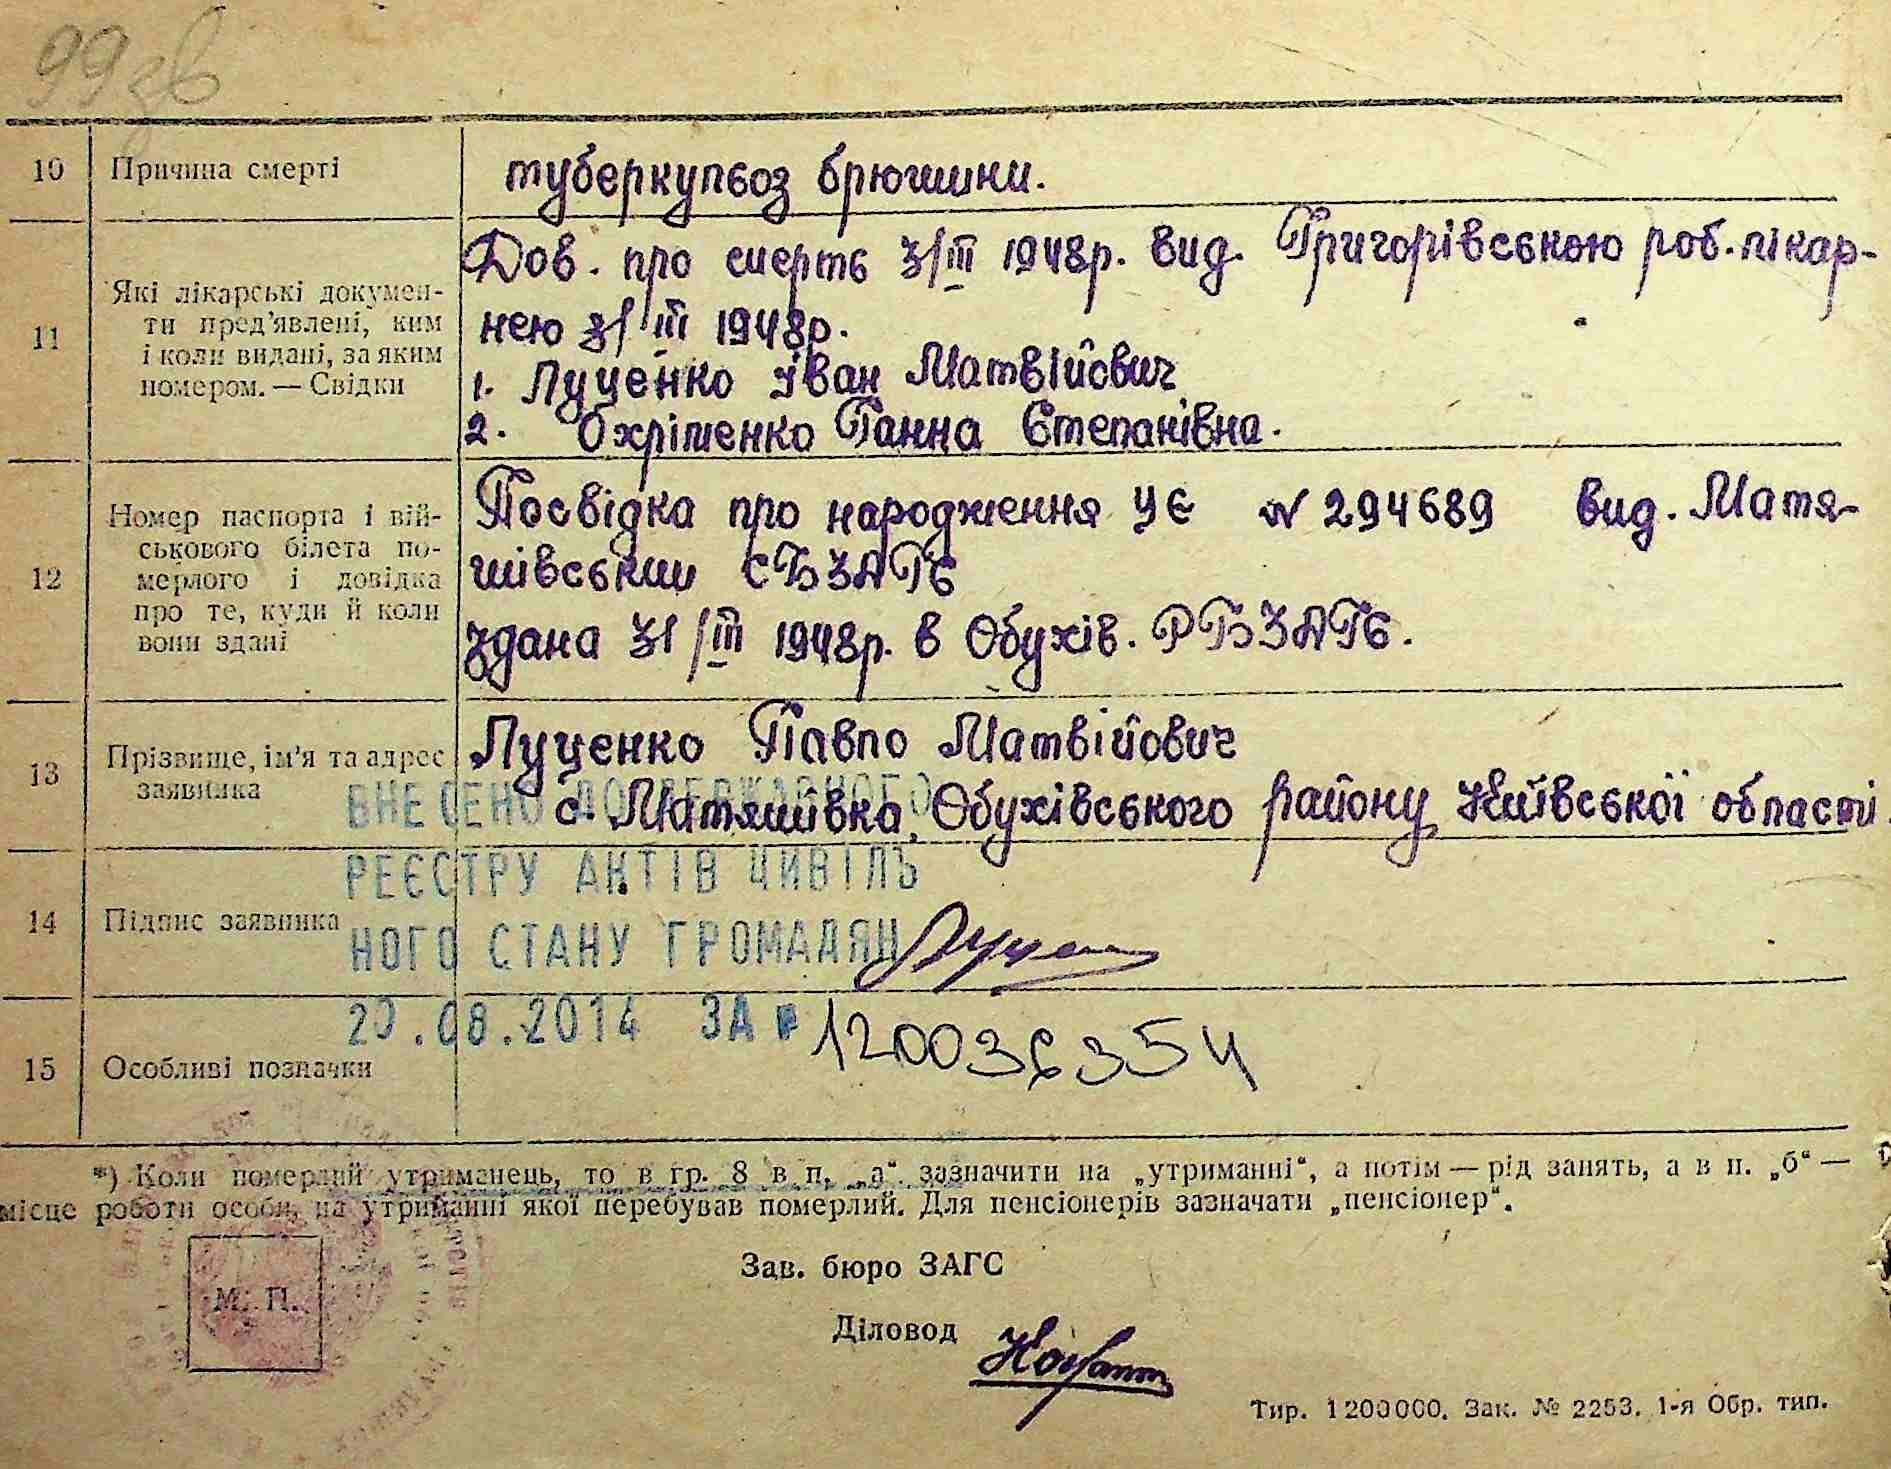 99зв
10 Причина смерті
туберкульоз брюшини.
11 Які лікарські докумен-
ти пред'явлені, ким
і коли видані, за яким
номером. — Свідки
Дов. про смерть 31/III 1948р. вид. Григорівською роб. лікар-
нею 31/III 1948р.
1. Луценко Іван Матвійович
2. Охріменко Ганна Степанівна.
12 Номер паспорта і вій-
ськового білета по-
мерлого і довідка
про те, куди й коли
вони здані
Посвідка про народження УЄ № 294689 вид. Матя-
шівським СБЗАГС
здана 31/III 1948р. в Обухів. РБЗАГС.
13 Прізвище, ім'я та адрес
заявника
Луценко Павло Матвійович
с. Матяшівка, Обухівського району Київської області.
ВНЕСЕНО ДО ДЕРЖАВНОГО
РЕЄСТРУ АКТІВ ЦИВІЛЬ
НОГО СТАНУ ГРОМАДЯН
14 Підпис заявника
Луцен
20.08.2014 ЗА № 120036354
15 Особливі позначки
*) Коли померлий утриманець, то в гр. 8 в п. „а“ зазначити на „утриманні“, а потім — рід занять, а в п. „б“ —
місце роботи особи, на утриманні якої перебував померлий. Для пенсіонерів зазначати „пенсіонер“.
М. П.
Зав. бюро ЗАГС
Діловод
Тир. 1200000. Зак. № 2253. 1-я Обр. тип.